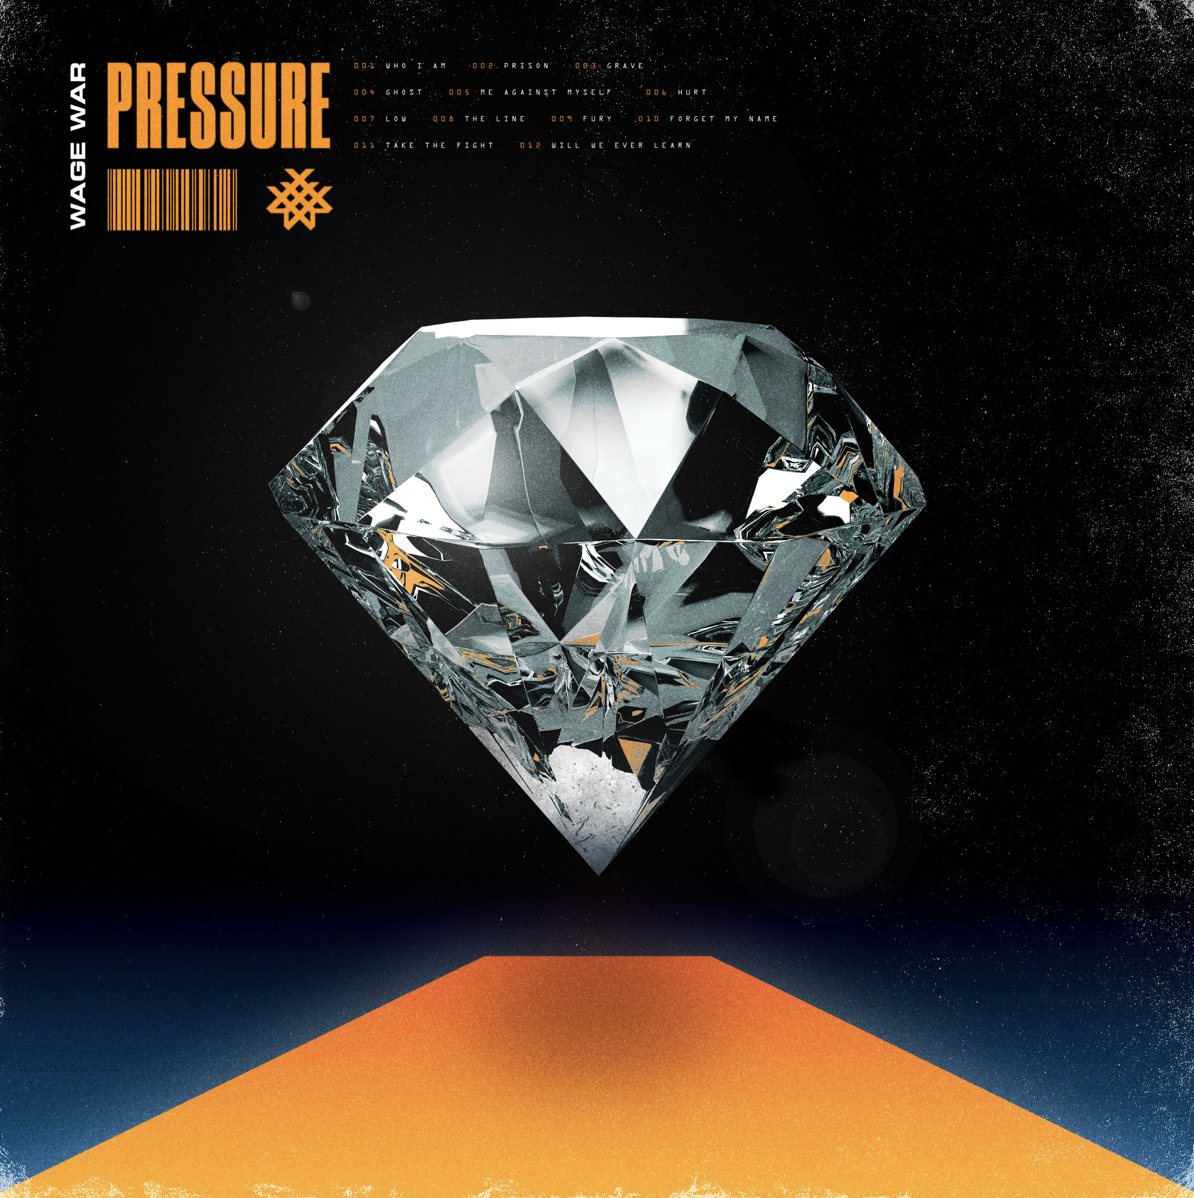 WAGE WAR
PRESSURE
001 WHO I AM 002 PRISON 003 GRAVE
004 GHOST 005 ME AGAINST MYSELF 006 HURT
007 LOW 008 THE LINE 009 FURY 010 FORGET MY NAME
011 TAKE THE FIGHT 012 WILL WE EVER LEARN